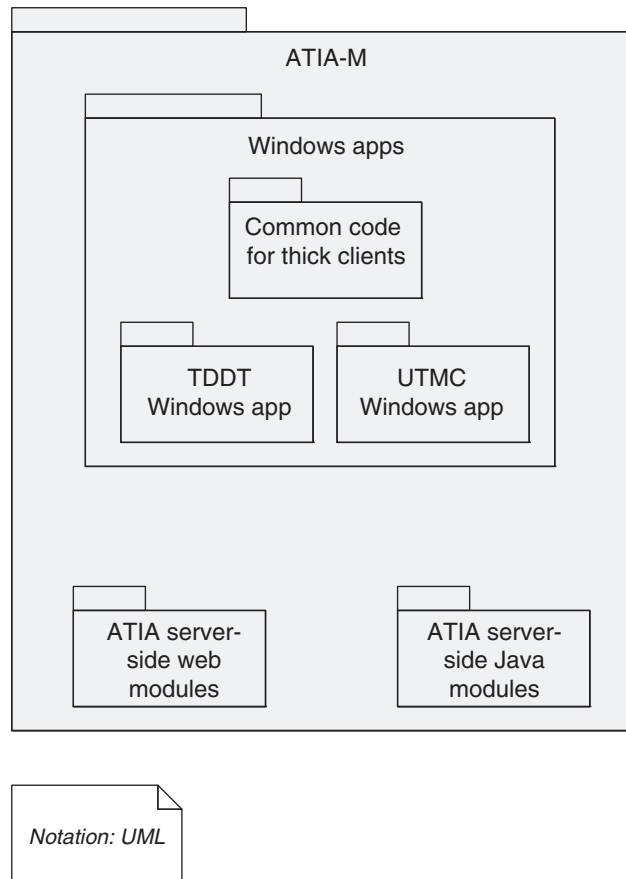 ATIA-M
Windows apps
Common code
for thick clients
TDDT
Windows app
UTMC
Windows app
ATIA server-
side web
modules
ATIA server-
side Java
modules
Notation: UML